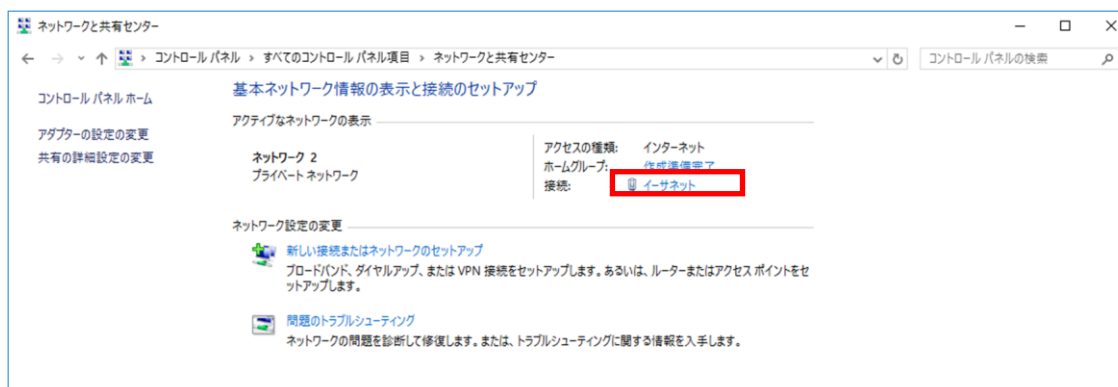 ネットワークと共有センター
コントロール パネル › すべてのコントロール パネル項目 › ネットワークと共有センター
コントロール パネルの検索
コントロール パネル ホーム
アダプターの設定の変更
共有の詳細設定の変更
基本ネットワーク情報の表示と接続のセットアップ
アクティブなネットワークの表示
ネットワーク 2
プライベート ネットワーク
アクセスの種類: インターネット
ホームグループ: 作成準備完了
接続: イーサネット
ネットワーク設定の変更
新しい接続またはネットワークのセットアップ
ブロードバンド、ダイヤルアップ、または VPN 接続をセットアップします。あるいは、ルーターまたはアクセス ポイントをセ
ットアップします。
問題のトラブルシューティング
ネットワークの問題を診断して修復します。または、トラブルシューティングに関する情報を入手します。